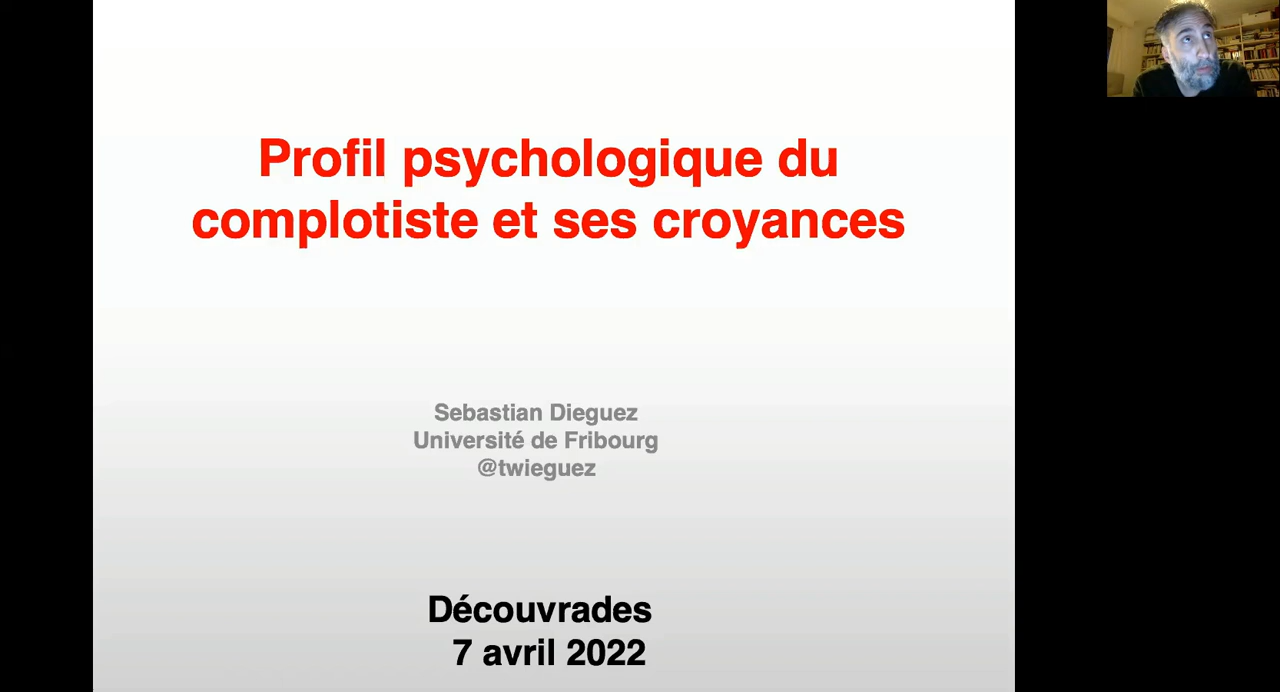 Profil psychologique du
complotiste et ses croyances
Sebastian Dieguez
Université de Fribourg
@twieguez
Découvrades
7 avril 2022